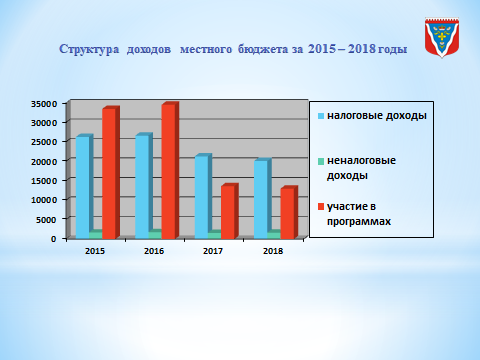 Структура доходов местного бюджета за 2015 – 2018 годы
35000
30000
25000
20000
15000
10000
5000
0
2015 2016 2017 2018
налоговые доходы
неналоговые
доходы
участие в
программах